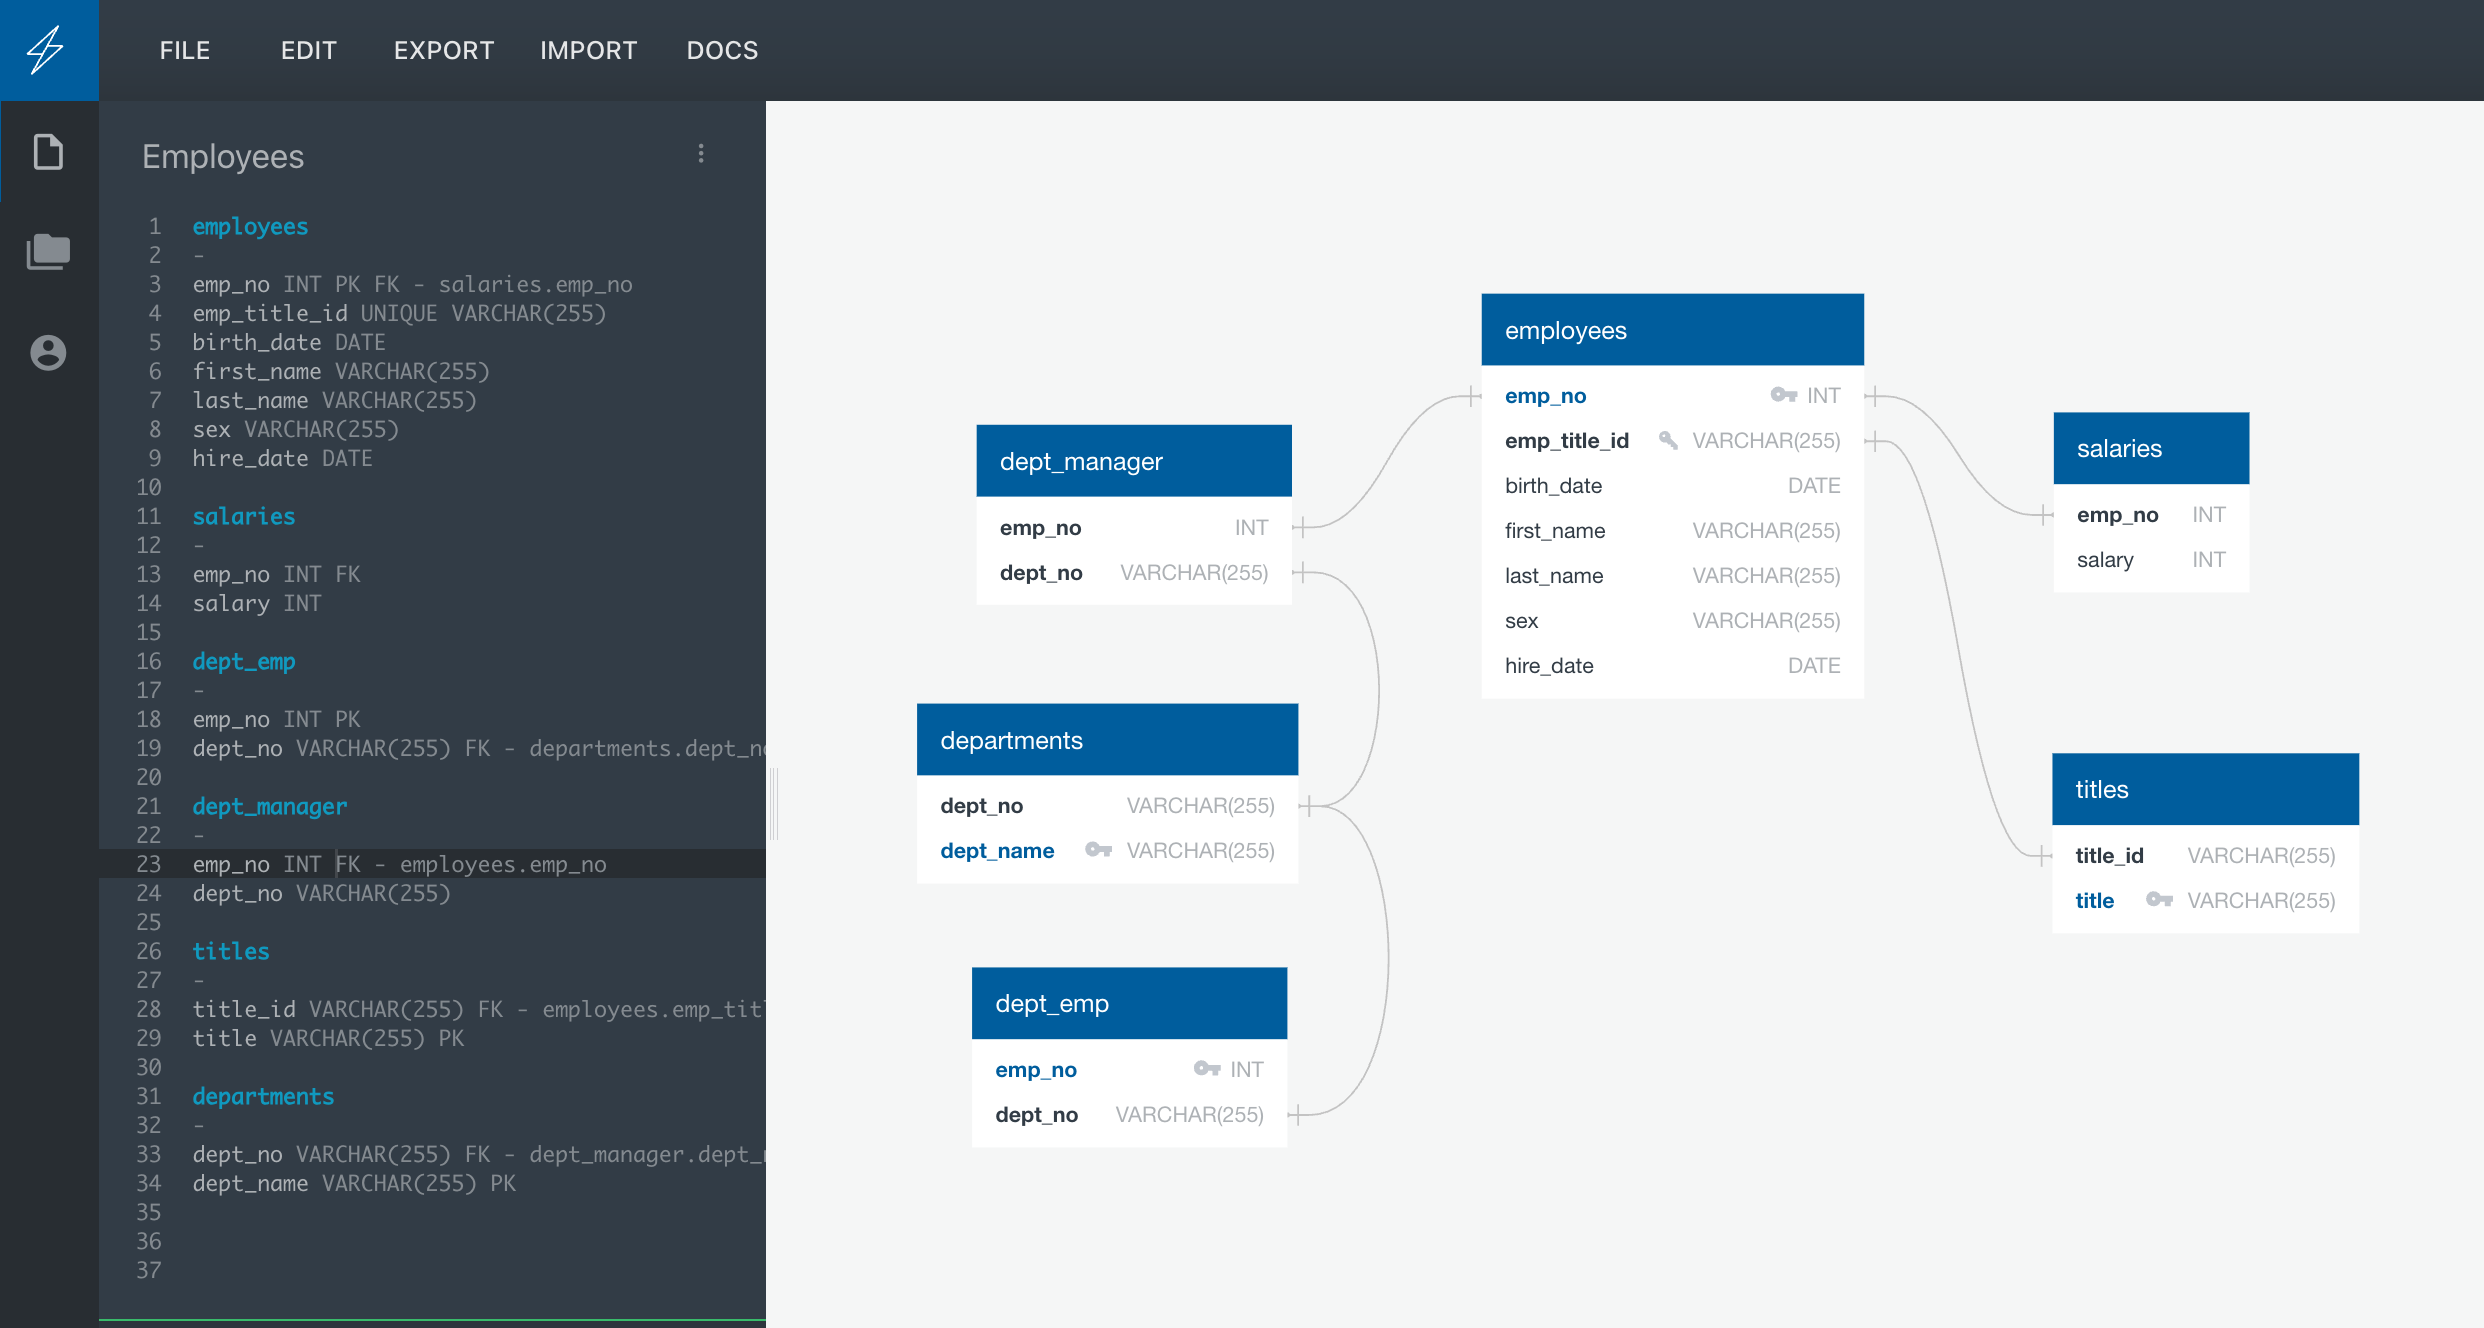 FILE EDIT EXPORT IMPORT DOCS
Employees
1 employees
2 -
3 emp_no INT PK FK - salaries.emp_no
4 emp_title_id UNIQUE VARCHAR(255)
5 birth_date DATE
6 first_name VARCHAR(255)
7 last_name VARCHAR(255)
8 sex VARCHAR(255)
9 hire_date DATE
10
11 salaries
12 -
13 emp_no INT FK
14 salary INT
15
16 dept_emp
17 -
18 emp_no INT PK
19 dept_no VARCHAR(255) FK - departments.dept_no
20
21 dept_manager
22 -
23 emp_no INT FK - employees.emp_no
24 dept_no VARCHAR(255)
25
26 titles
27 -
28 title_id VARCHAR(255) FK - employees.emp_tit
29 title VARCHAR(255) PK
30
31 departments
32 -
33 dept_no VARCHAR(255) FK - dept_manager.dept_
34 dept_name VARCHAR(255) PK
35
36
37
dept_manager
emp_no INT
dept_no VARCHAR(255)
departments
dept_no VARCHAR(255)
dept_name VARCHAR(255)
dept_emp
emp_no INT
dept_no VARCHAR(255)
employees
emp_no INT
emp_title_id VARCHAR(255)
birth_date DATE
first_name VARCHAR(255)
last_name VARCHAR(255)
sex VARCHAR(255)
hire_date DATE
salaries
emp_no INT
salary INT
titles
title_id VARCHAR(255)
title VARCHAR(255)